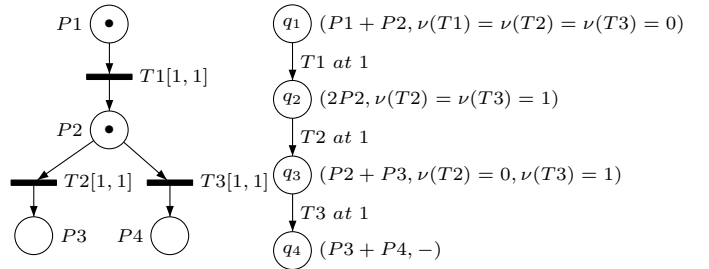 P1
T1[1, 1]
P2
T2[1, 1]
T3[1, 1]
P3
P4
q1 (P1 + P2, ν(T1) = ν(T2) = ν(T3) = 0)
T1 at 1
q2 (2P2, ν(T2) = ν(T3) = 1)
T2 at 1
q3 (P2 + P3, ν(T2) = 0, ν(T3) = 1)
T3 at 1
q4 (P3 + P4, −)